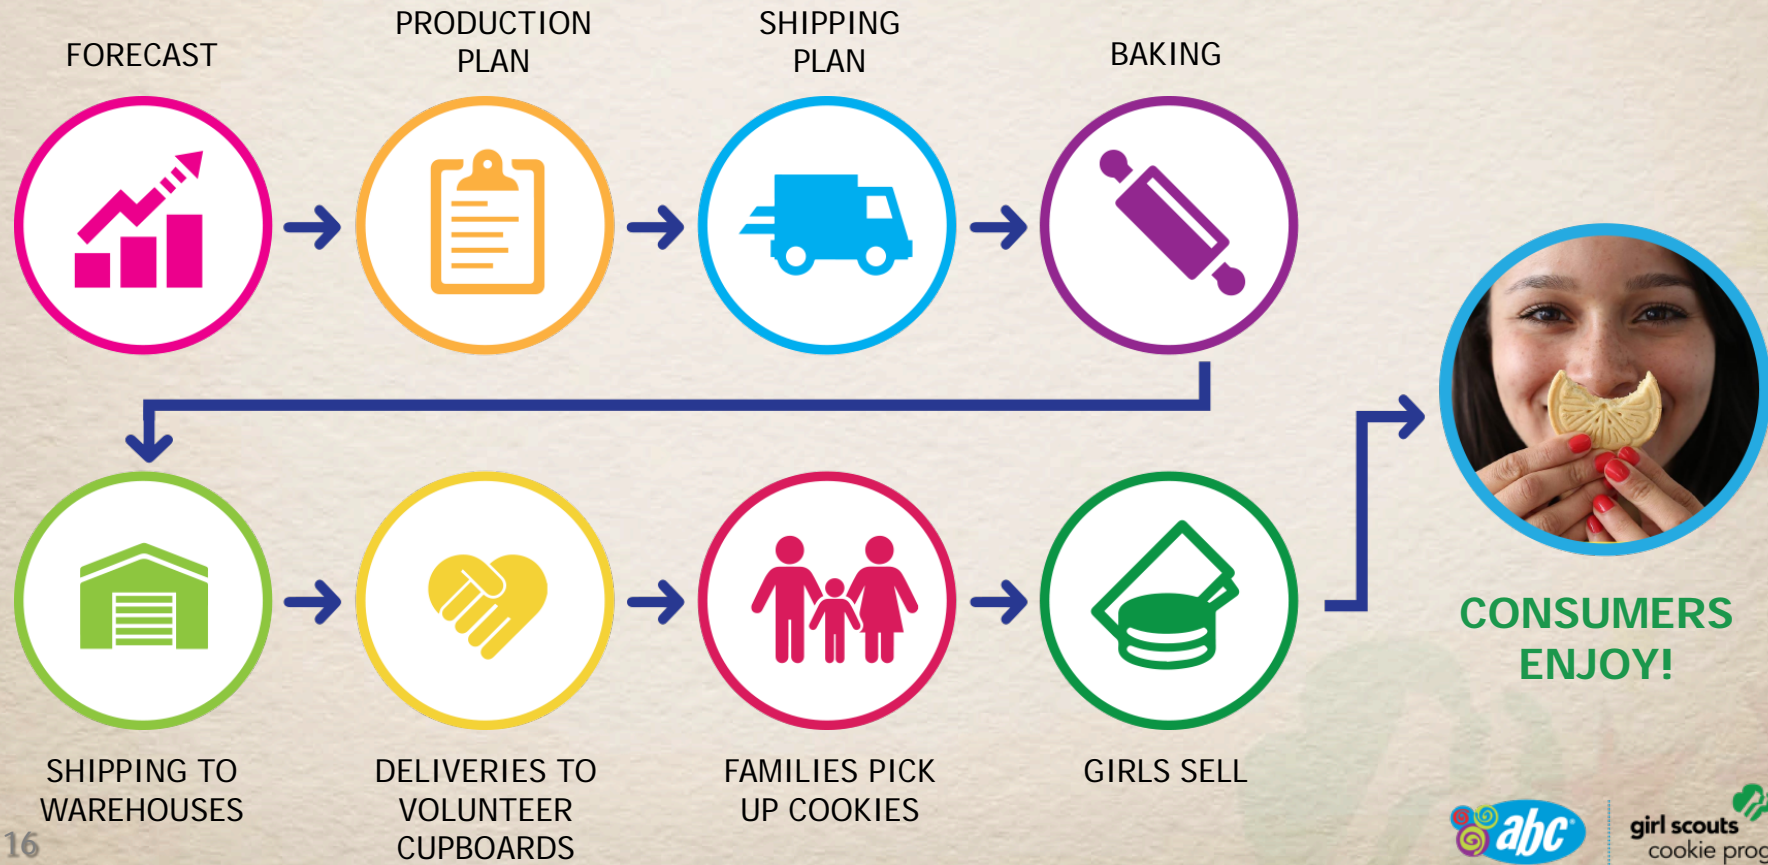 FORECAST
PRODUCTION
PLAN
SHIPPING
PLAN
BAKING
SHIPPING TO
WAREHOUSES
DELIVERIES TO
VOLUNTEER
CUPBOARDS
FAMILIES PICK
UP COOKIES
GIRLS SELL
CONSUMERS
ENJOY!
16
abc
girl scouts
cookie prog